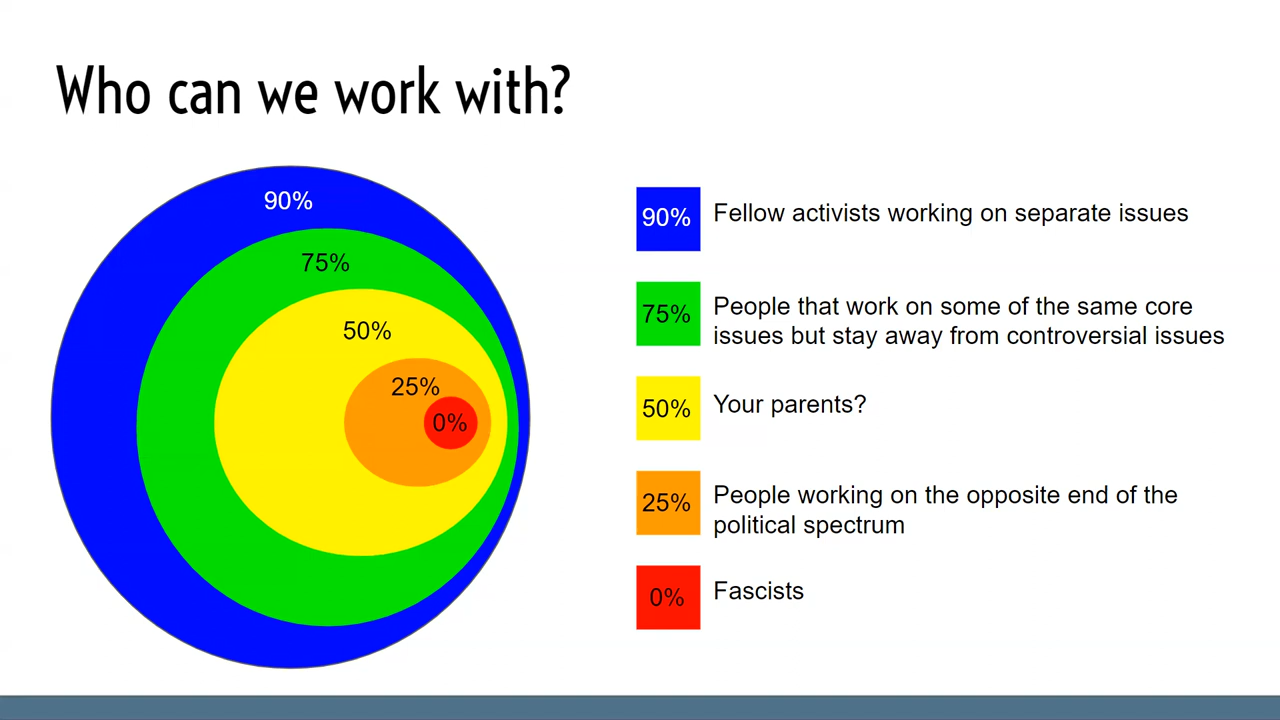 Who can we work with?
90%
75%
50%
25%
0%
90% Fellow activists working on separate issues
75% People that work on some of the same core
issues but stay away from controversial issues
50% Your parents?
25% People working on the opposite end of the
political spectrum
0% Fascists